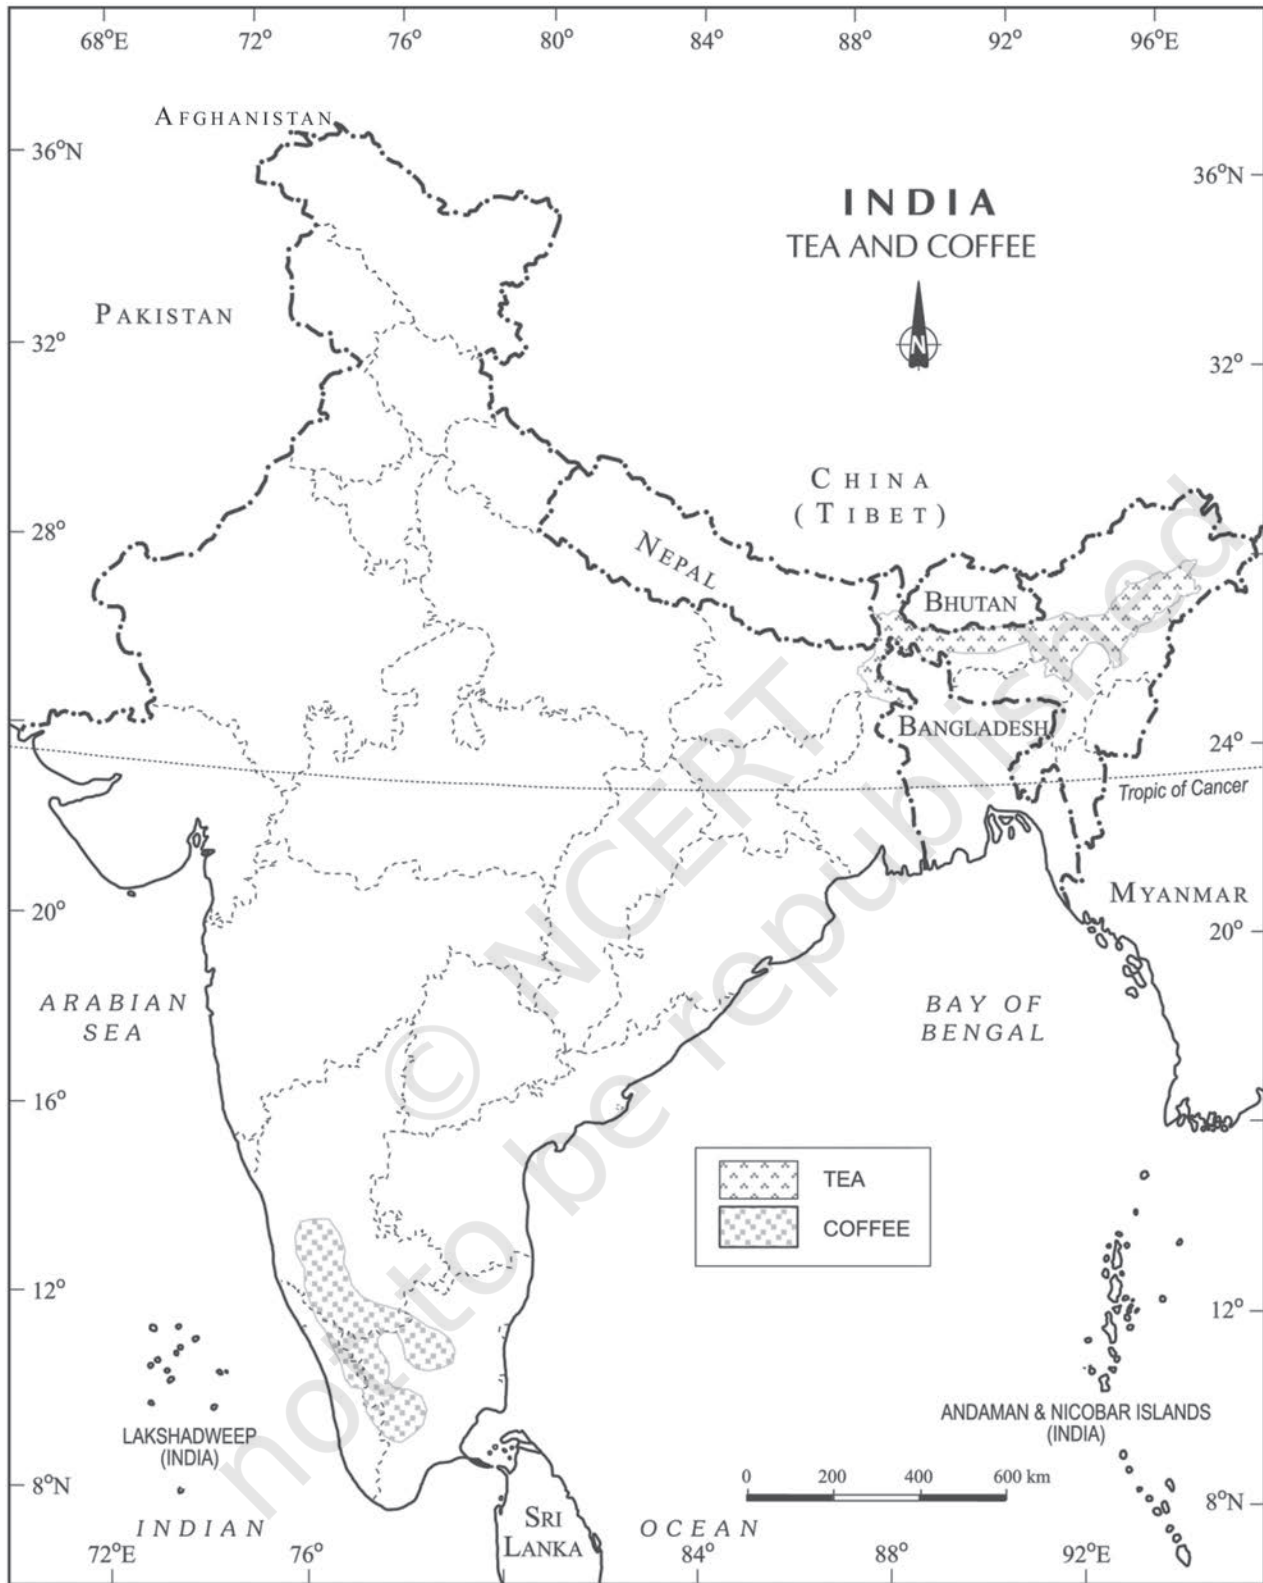 68°E 72° 76° 80° 84° 88° 92° 96°E
AFGHANISTAN
36°N
36°N
INDIA
TEA AND COFFEE
PAKISTAN
N
32°
32°
CHINA
(TIBET)
28°
NEPAL
BHUTAN
BANGLADESH
24°
Tropic of Cancer
MYANMAR
20°
20°
ARABIAN
SEA
BAY OF
BENGAL
© NCERT
not to be republished
16°
TEA
COFFEE
12°
12°
LAKSHADWEEP
(INDIA)
ANDAMAN & NICOBAR ISLANDS
(INDIA)
0 200 400 600 km
8°N
8°N
INDIAN OCEAN
SRI
LANKA
72°E 76° 84° 88° 92°E